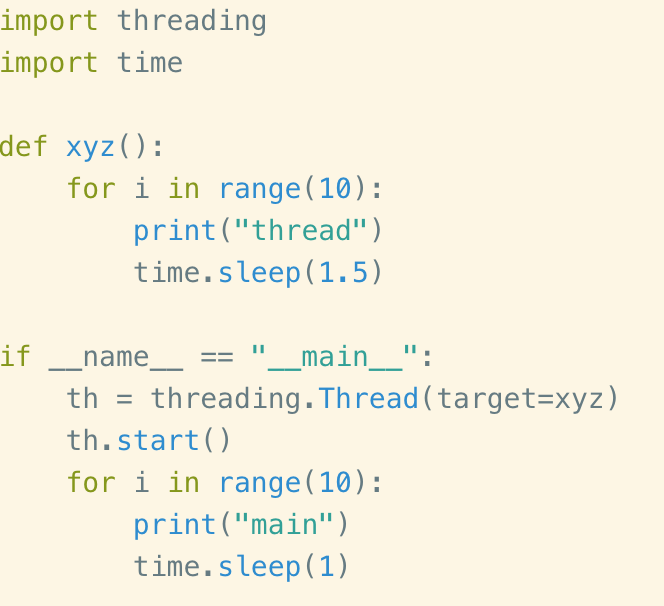 import threading
import time
def xyz():
    for i in range(10):
        print("thread")
        time.sleep(1.5)
if __name__ == "__main__":
    th = threading.Thread(target=xyz)
    th.start()
    for i in range(10):
        print("main")
        time.sleep(1)